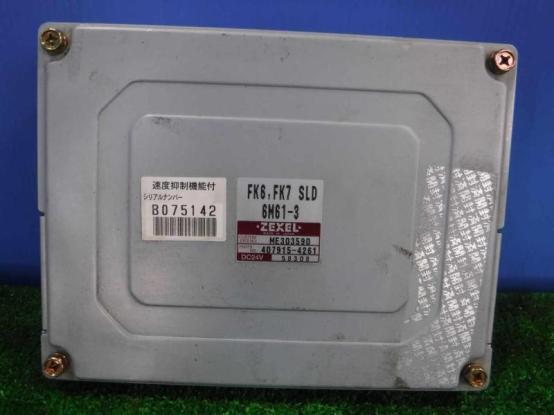 速度抑制機能付
シリアルナンバー
B075142
FK6,FK7 SLD
6M61-3
ZEXEL
ME303590
407915-4261
DC24V 50308